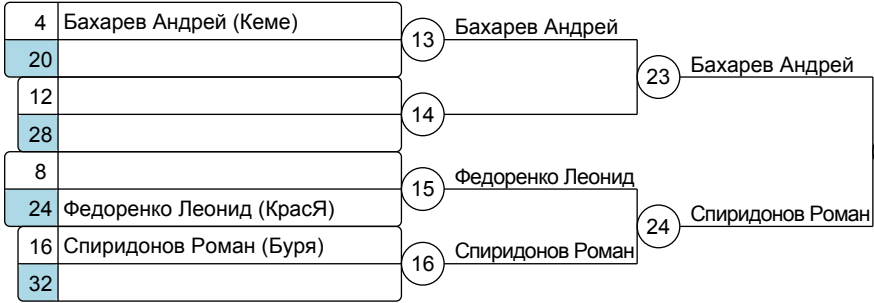 4 Бахарев Андрей (Кеме)
20
13 Бахарев Андрей
12
28
14
23 Бахарев Андрей
8
24 Федоренко Леонид (КрасЯ)
15 Федоренко Леонид
16 Спиридонов Роман (Буря)
32
16 Спиридонов Роман
24 Спиридонов Роман